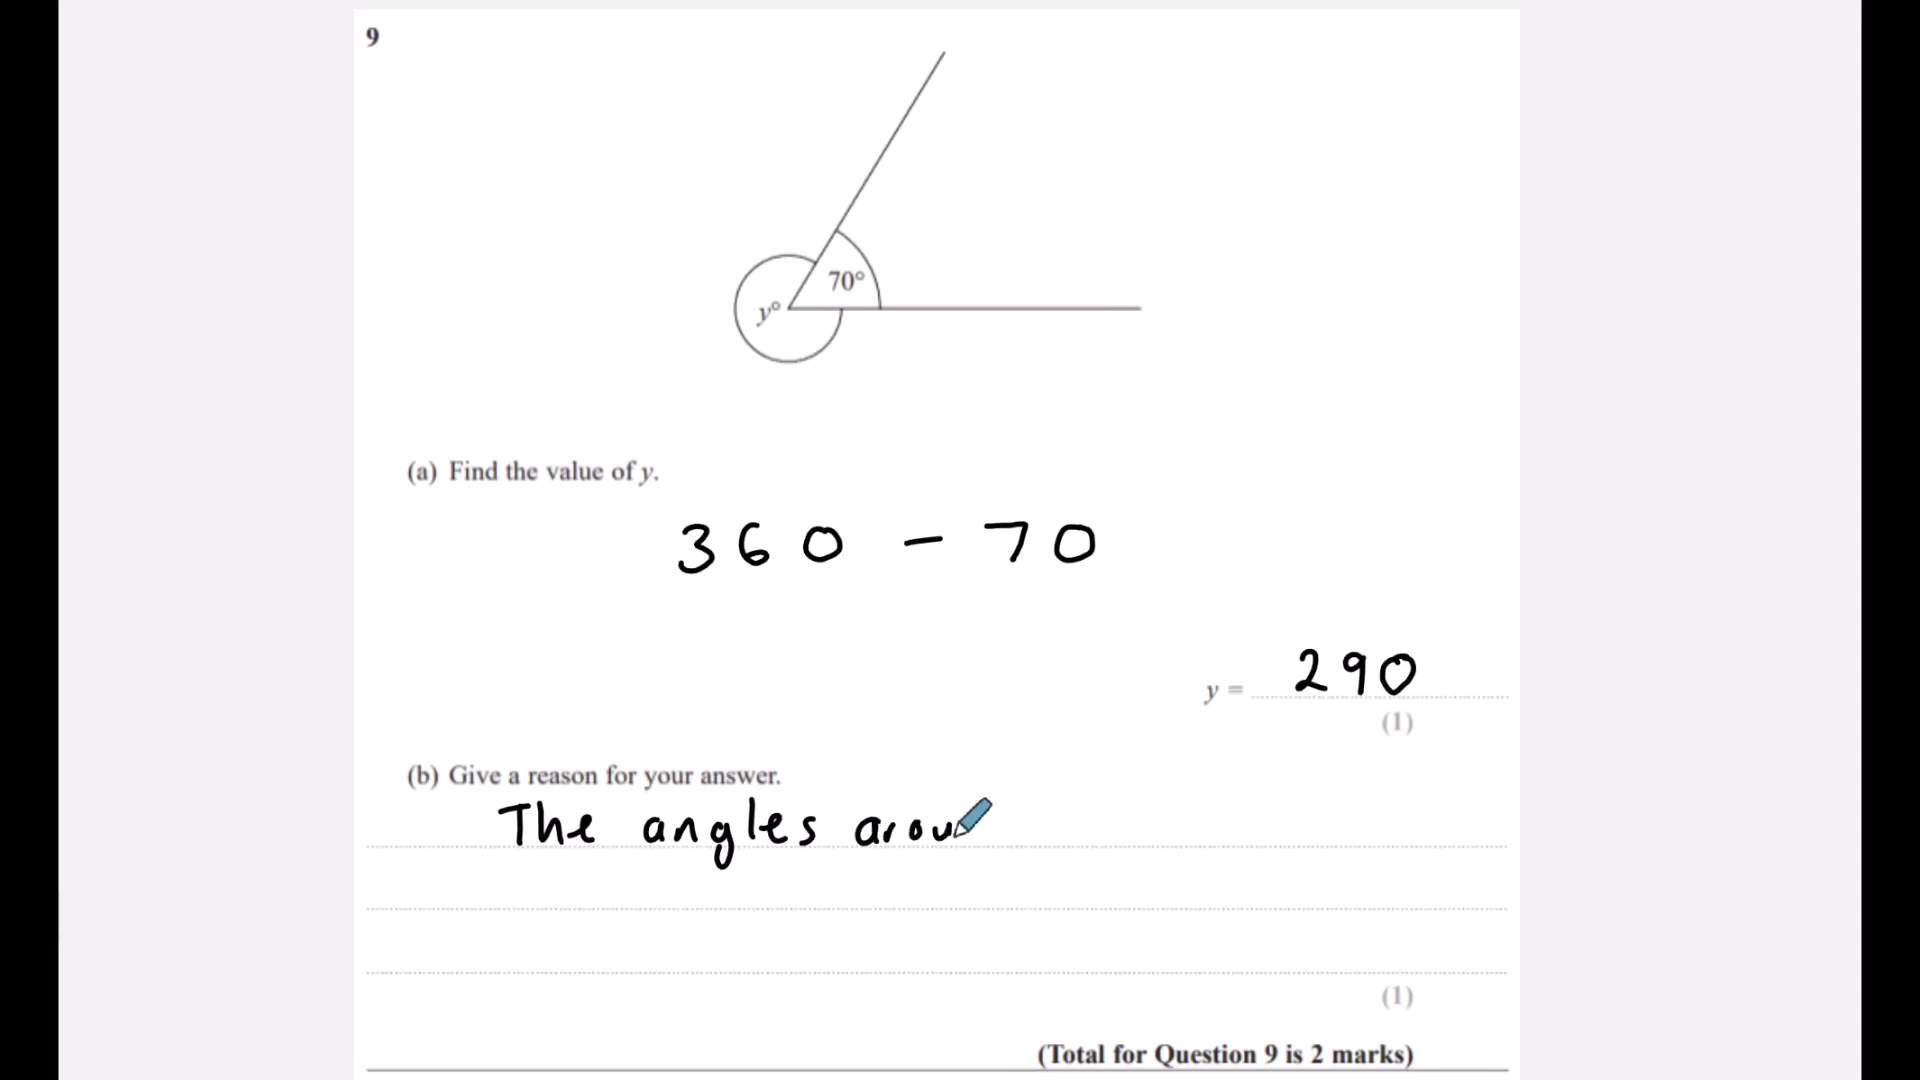 9
70°
y°
(a) Find the value of y.
360 - 70
y = 290
(1)
(b) Give a reason for your answer.
The angles arou
(1)
(Total for Question 9 is 2 marks)